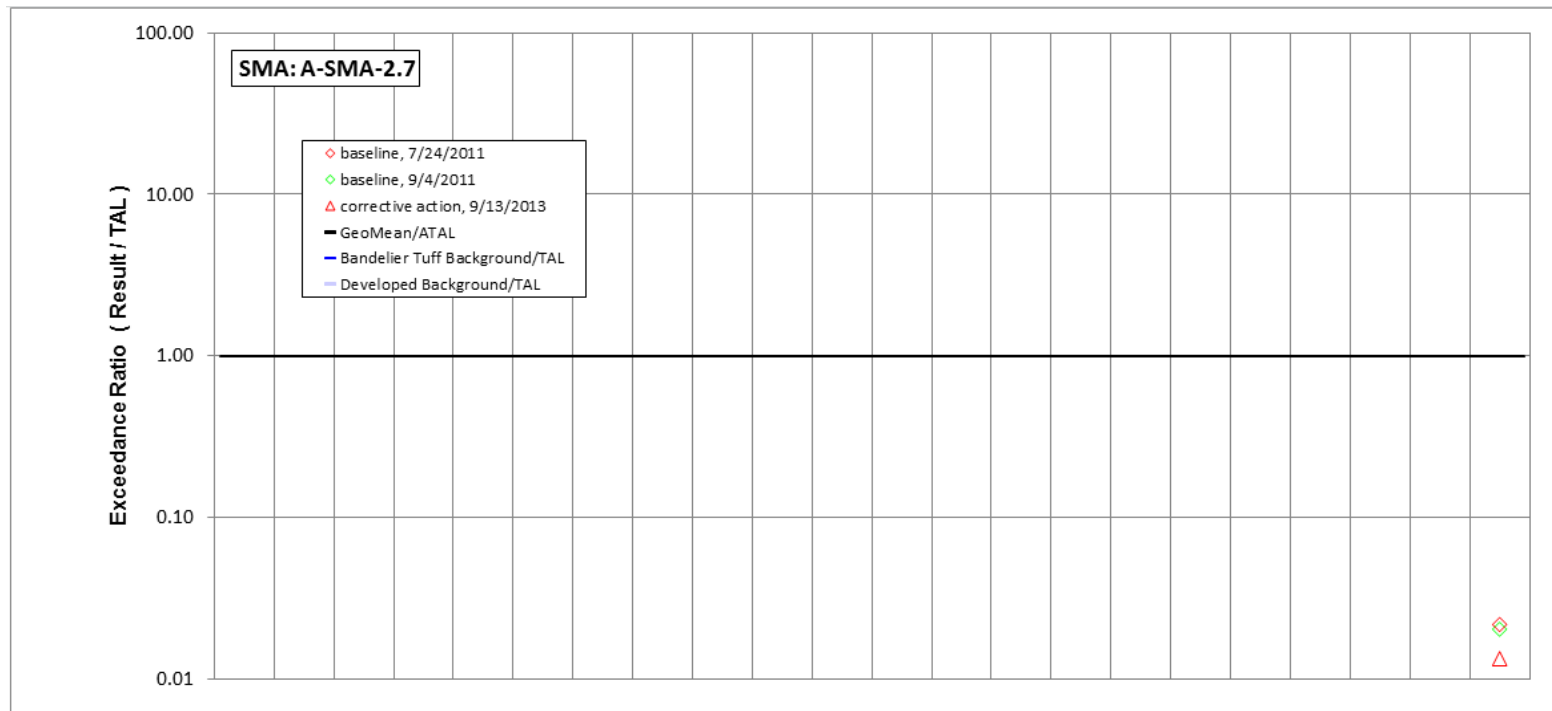 100.00
SMA: A-SMA-2.7
baseline, 7/24/2011
baseline, 9/4/2011
corrective action, 9/13/2013
GeoMean/ATAL
Bandelier Tuff Background/TAL
Developed Background/TAL
10.00
1.00
0.10
0.01
Exceedance Ratio ( Result / TAL )